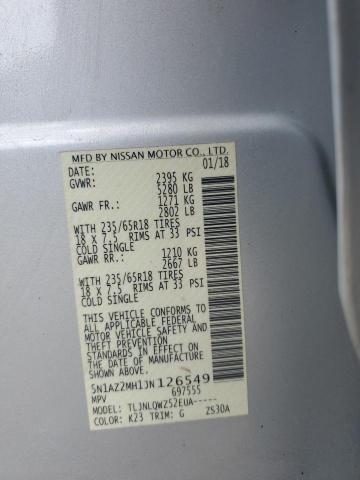 MFD BY NISSAN MOTOR CO., LTD.
DATE: 01/18
GVWR: 2395 KG
5280 LB
GAWR FR.: 1271 KG
2802 LB
WITH 235/65R18 TIRES
18 X 7.5 RIMS AT 33 PSI
COLD SINGLE
GAWR RR.: 1210 KG
2667 LB
WITH 235/65R18 TIRES
18 X 7.5 RIMS AT 33 PSI
COLD SINGLE
THIS VEHICLE CONFORMS TO
ALL APPLICABLE FEDERAL
MOTOR VEHICLE SAFETY
STANDARDS IN EFFECT ON
THE DATE OF MANUFACTURE
SHOWN ABOVE.
5N1AZ2MH1JN126549
MPV 697555
MODEL: TLJNLQWZ52EUA-----
COLOR: K23 TRIM: G ZS30A